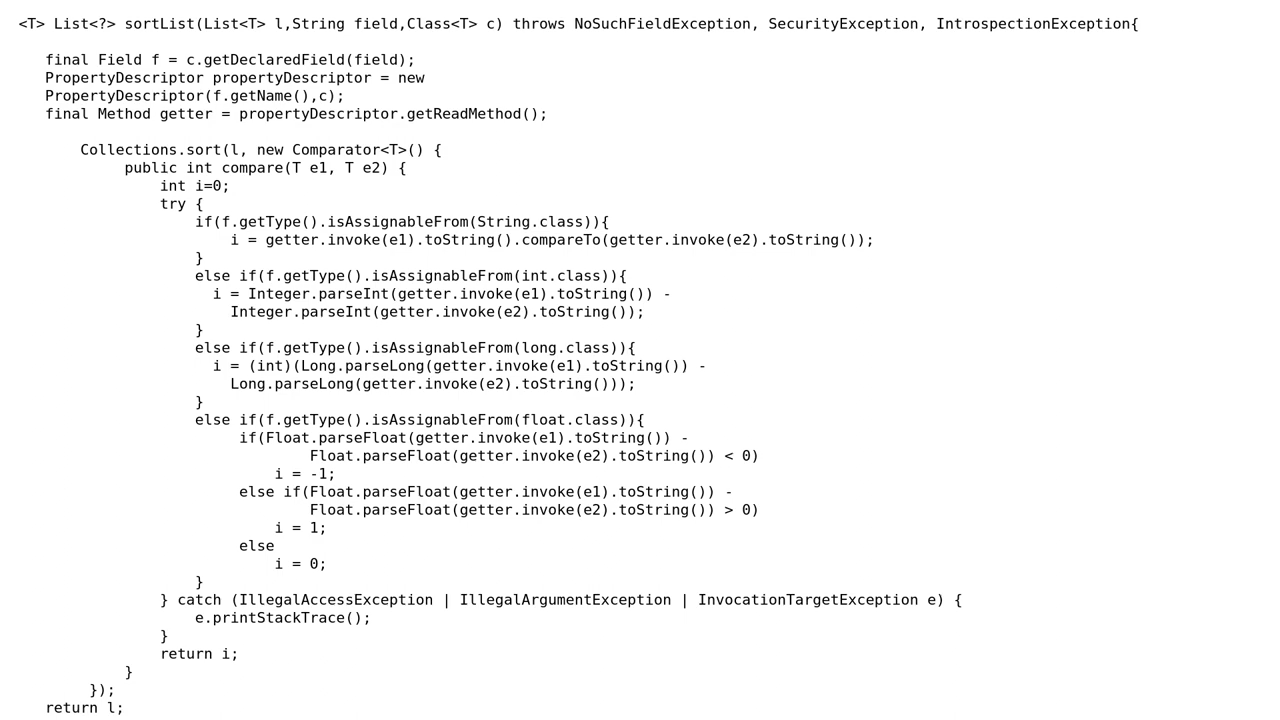 <T> List<?> sortList(List<T> l,String field,Class<T> c) throws NoSuchFieldException, SecurityException, IntrospectionException{
final Field f = c.getDeclaredField(field);
PropertyDescriptor propertyDescriptor = new
PropertyDescriptor(f.getName(),c);
final Method getter = propertyDescriptor.getReadMethod();
Collections.sort(l, new Comparator<T>() {
public int compare(T e1, T e2) {
int i=0;
try {
if(f.getType().isAssignableFrom(String.class)){
i = getter.invoke(e1).toString().compareTo(getter.invoke(e2).toString());
}
else if(f.getType().isAssignableFrom(int.class)){
i = Integer.parseInt(getter.invoke(e1).toString()) -
Integer.parseInt(getter.invoke(e2).toString());
}
else if(f.getType().isAssignableFrom(long.class)){
i = (int)(Long.parseLong(getter.invoke(e1).toString()) -
Long.parseLong(getter.invoke(e2).toString()));
}
else if(f.getType().isAssignableFrom(float.class)){
if(Float.parseFloat(getter.invoke(e1).toString()) -
Float.parseFloat(getter.invoke(e2).toString()) < 0)
i = -1;
else if(Float.parseFloat(getter.invoke(e1).toString()) -
Float.parseFloat(getter.invoke(e2).toString()) > 0)
i = 1;
else
i = 0;
}
} catch (IllegalAccessException | IllegalArgumentException | InvocationTargetException e) {
e.printStackTrace();
}
return i;
}
});
return l;